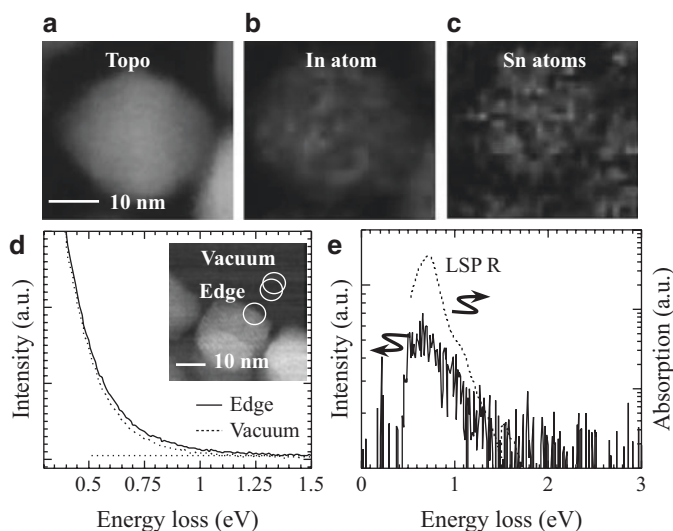 a
b
c
Topo
In atom
Sn atoms
10 nm
d
e
Vacuum
Edge
10 nm
Edge
Vacuum
LSP R
Intensity (a.u.)
Intensity (a.u.)
Absorption (a.u.)
0.5 0.75 1 1.25 1.5
0 1 2 3
Energy loss (eV)
Energy loss (eV)